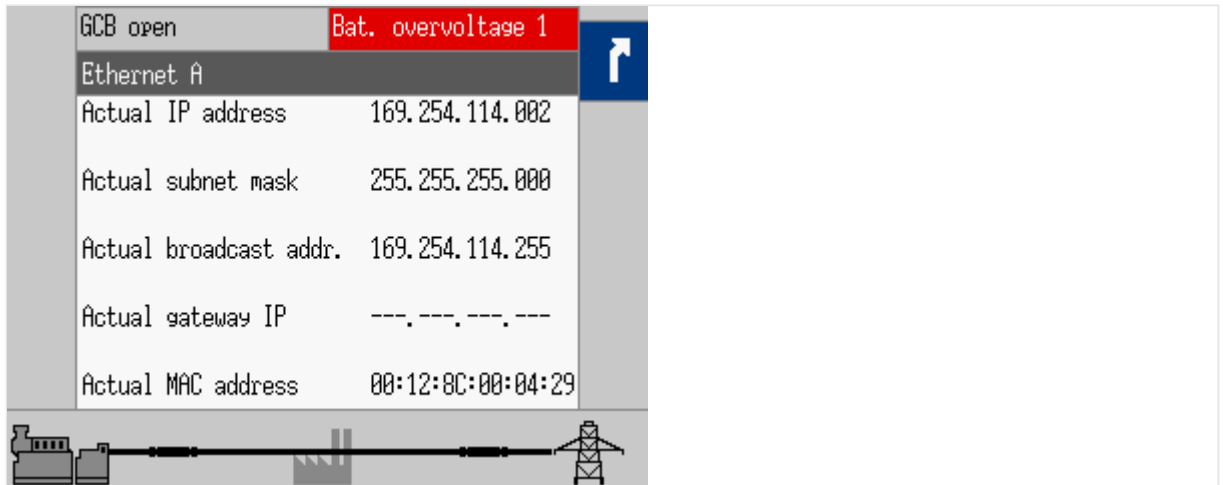 GCB open Bat. overvoltage 1
Ethernet A
Actual IP address 169.254.114.002
Actual subnet mask 255.255.255.000
Actual broadcast addr. 169.254.114.255
Actual gateway IP ---.---.---.---
Actual MAC address 00:12:8C:00:04:29